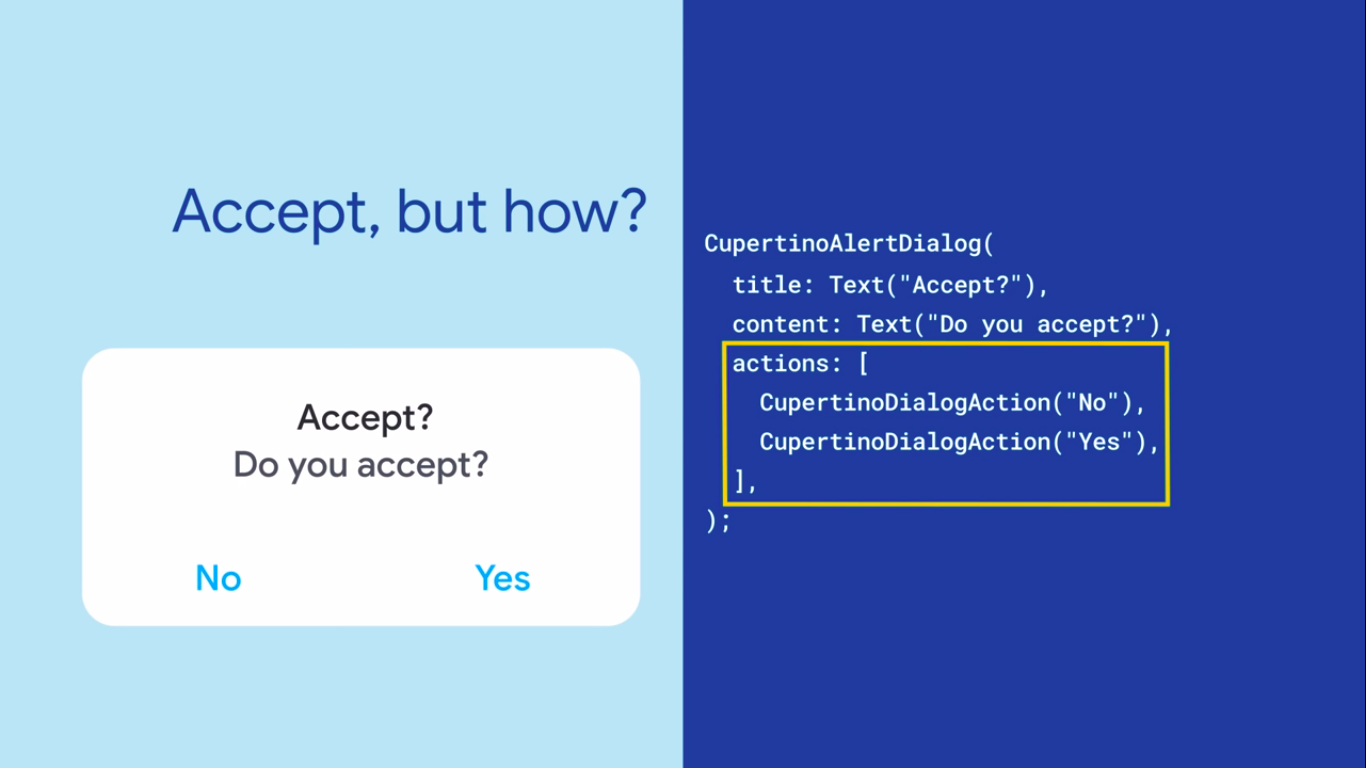 Accept, but how?
Accept?
Do you accept?
No
Yes
CupertinoAlertDialog(
  title: Text("Accept?"),
  content: Text("Do you accept?"),
  actions: [
    CupertinoDialogAction("No"),
    CupertinoDialogAction("Yes"),
  ],
);